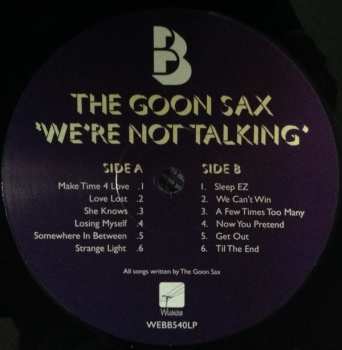 B
THE GOON SAX
'WE'RE NOT TALKING'
SIDE A
Make Time 4 Love .1
Love Lost .2
She Knows .3
Losing Myself .4
Somewhere In Between .5
Strange Light .6
SIDE B
1. Sleep EZ
2. We Can't Win
3. A Few Times Too Many
4. Now You Pretend
5. Get Out
6. Til The End
All songs written by The Goon Sax
Wichita
WEBB540LP